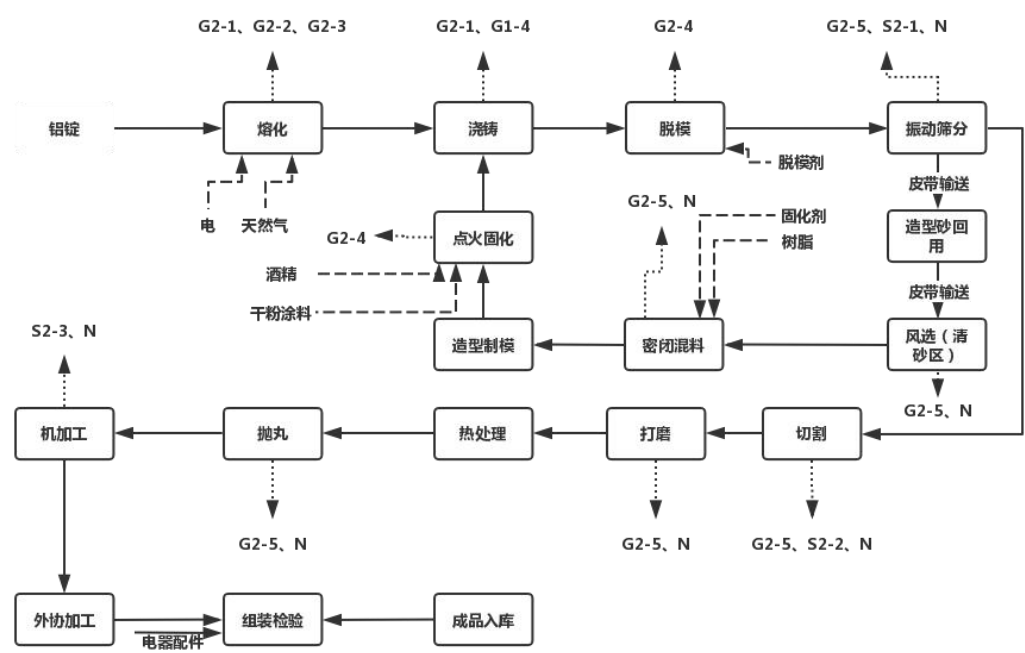 G2-1、G2-2、G2-3
G2-1、G1-4
G2-4
G2-5、S2-1、N
铝锭
熔化
浇铸
脱模
振动筛分
脱模剂
皮带输送
电
天然气
G2-5、N
固化剂
造型砂回
用
G2-4
点火固化
树脂
酒精
皮带输送
干粉涂料
S2-3、N
造型制模
密闭混料
风选（清
砂区）
G2-5、N
机加工
抛丸
热处理
打磨
切割
G2-5、N
G2-5、N
G2-5、S2-2、N
外协加工
组装检验
成品入库
电器配件